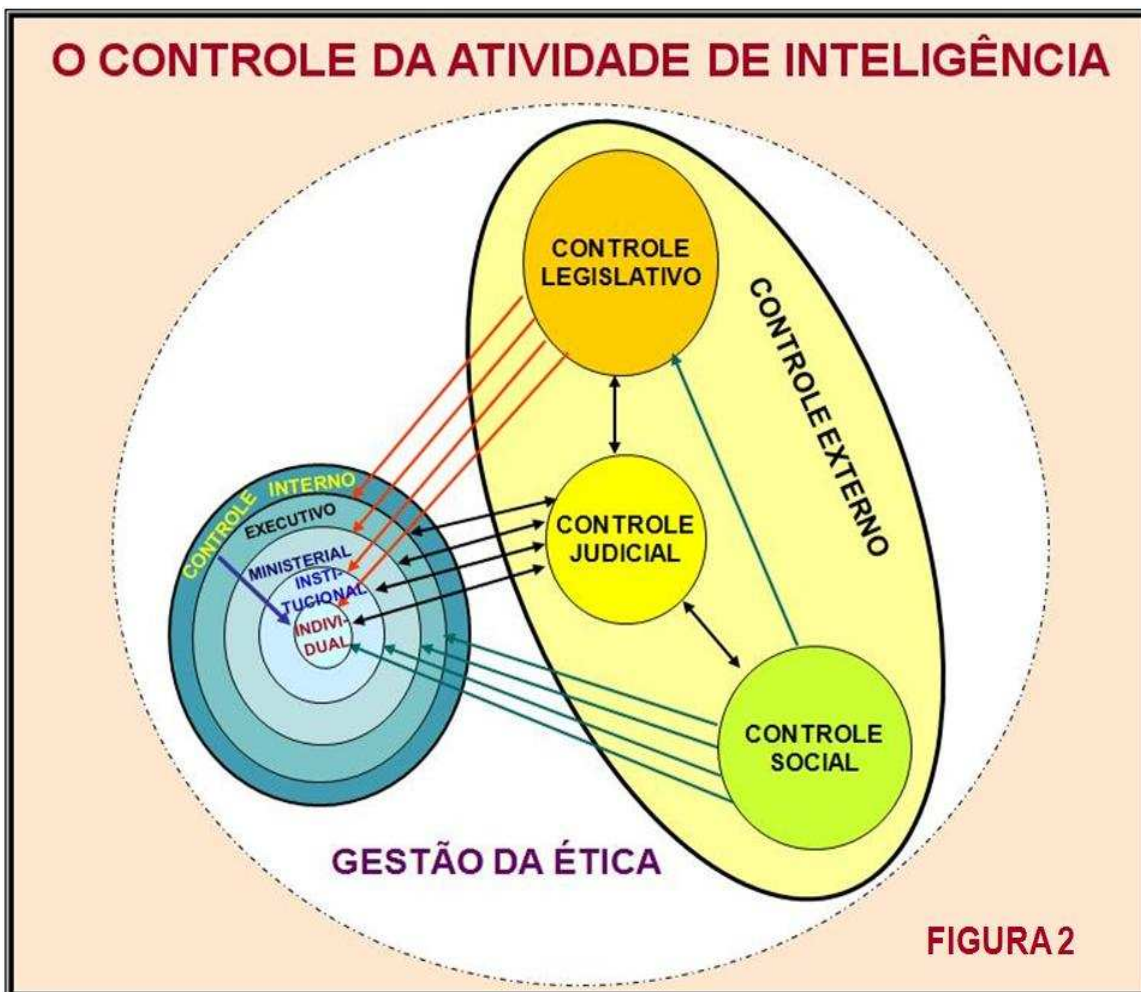 O CONTROLE DA ATIVIDADE DE INTELIGÊNCIA
CONTROLE
LEGISLATIVO
CONTROLE EXTERNO
CONTROLE INTERNO
EXECUTIVO
MINISTERIAL
INSTI-
TUCIONAL
INDIVI-
DUAL
CONTROLE
JUDICIAL
CONTROLE
SOCIAL
GESTÃO DA ÉTICA
FIGURA 2